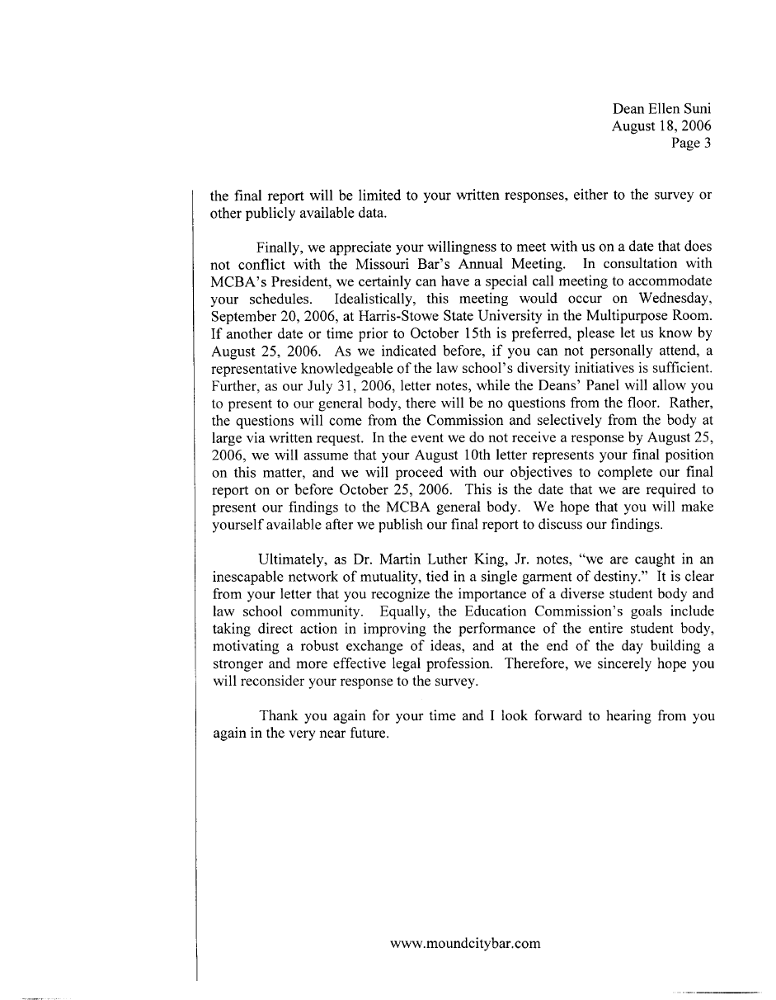 Dean Ellen Suni
August 18, 2006
Page 3
the final report will be limited to your written responses, either to the survey or
other publicly available data.
Finally, we appreciate your willingness to meet with us on a date that does
not conflict with the Missouri Bar's Annual Meeting. In consultation with
MCBA's President, we certainly can have a special call meeting to accommodate
your schedules. Idealistically, this meeting would occur on Wednesday,
September 20, 2006, at Harris-Stowe State University in the Multipurpose Room.
If another date or time prior to October 15th is preferred, please let us know by
August 25, 2006. As we indicated before, if you can not personally attend, a
representative knowledgeable of the law school's diversity initiatives is sufficient.
Further, as our July 31, 2006, letter notes, while the Deans' Panel will allow you
to present to our general body, there will be no questions from the floor. Rather,
the questions will come from the Commission and selectively from the body at
large via written request. In the event we do not receive a response by August 25,
2006, we will assume that your August 10th letter represents your final position
on this matter, and we will proceed with our objectives to complete our final
report on or before October 25, 2006. This is the date that we are required to
present our findings to the MCBA general body. We hope that you will make
yourself available after we publish our final report to discuss our findings.
Ultimately, as Dr. Martin Luther King, Jr. notes, "we are caught in an
inescapable network of mutuality, tied in a single garment of destiny." It is clear
from your letter that you recognize the importance of a diverse student body and
law school community. Equally, the Education Commission's goals include
taking direct action in improving the performance of the entire student body,
motivating a robust exchange of ideas, and at the end of the day building a
stronger and more effective legal profession. Therefore, we sincerely hope you
will reconsider your response to the survey.
Thank you again for your time and I look forward to hearing from you
again in the very near future.
www.moundcitybar.com